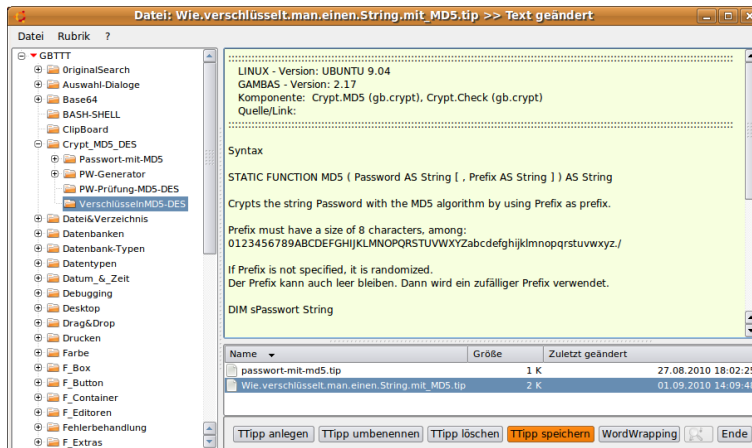 Datei: Wie.verschlüsselt.man.einen.String.mit_MD5.tip >> Text geändert
Datei Rubrik ?
GBTTT
0riginalSearch
Auswahl-Dialoge
Base64
BASH-SHELL
ClipBoard
Crypt_MD5_DES
Passwort-mit-MD5
PW-Generator
PW-Prüfung-MD5-DES
VerschlüsselnMD5-DES
Datei&Verzeichnis
Datenbanken
Datenbank-Typen
Datentypen
Datum_&_Zeit
Debugging
Desktop
Drag&Drop
Drucken
Farbe
F_Box
F_Button
F_Container
F_Editoren
Fehlerbehandlung
F_Extras
LINUX - Version: UBUNTU 9.04
GAMBAS - Version: 2.17
Komponente: Crypt.MD5 (gb.crypt), Crypt.Check (gb.crypt)
Quelle/Link:
Syntax
STATIC FUNCTION MD5 ( Password AS String [ , Prefix AS String ] ) AS String
Crypts the string Password with the MD5 algorithm by using Prefix as prefix.
Prefix must have a size of 8 characters, among:
0123456789ABCDEFGHIJKLMNOPQRSTUVWXYZabcdefghijklmnopqrstuvwxyz./
If Prefix is not specified, it is randomized.
Der Prefix kann auch leer bleiben. Dann wird ein zufälliger Prefix verwendet.
DIM sPasswort String
Name Größe Zuletzt geändert
passwort-mit-md5.tip 1 K 27.08.2010 18:02:25
Wie.verschlüsselt.man.einen.String.mit_MD5.tip 2 K 01.09.2010 14:09:48
TTipp anlegen TTipp umbenennen TTipp löschen TTipp speichern WordWrapping Ende